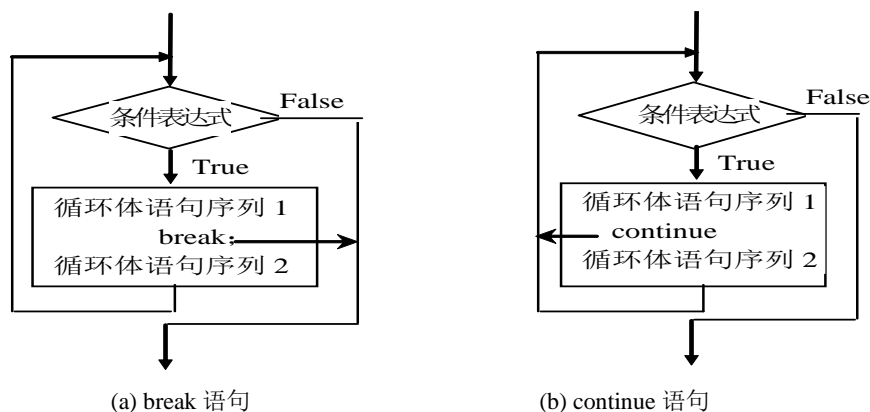 条件表达式
False
True
循环体语句序列 1
break;
循环体语句序列 2
(a) break 语句
条件表达式
False
True
循环体语句序列 1
continue
循环体语句序列 2
(b) continue 语句